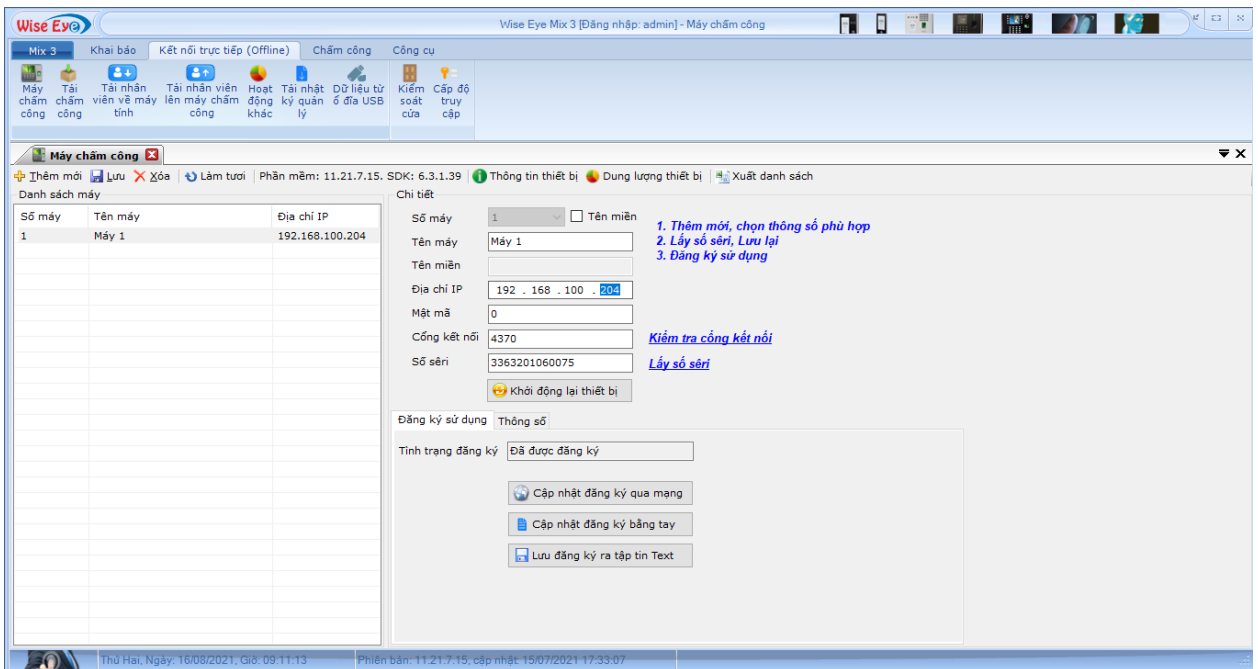 Wise Eye
Wise Eye Mix 3 [Đăng nhập: admin] - Máy chấm công
Mix 3 Khai báo Kết nối trực tiếp (Offline) Chấm công Công cụ
Máy chấm công
Tải chấm công
Tải nhân viên về máy tính
Tải nhân viên lên máy chấm công
Hoạt động khác
Tải nhật ký quản lý
Dữ liệu từ ổ đĩa USB
Kiểm soát cửa
Cấp độ truy cập
Máy chấm công
Thêm mới Lưu Xóa Làm tươi Phần mềm: 11.21.7.15. SDK: 6.3.1.39 Thông tin thiết bị Dung lượng thiết bị Xuất danh sách
Danh sách máy
Số máy Tên máy Địa chỉ IP
1 Máy 1 192.168.100.204
Chi tiết
Số máy 1 Tên miền
Tên máy Máy 1
Tên miền
Địa chỉ IP 192 . 168 . 100 . 204
Mật mã 0
Cổng kết nối 4370 Kiểm tra cổng kết nối
Số sêri 3363201060075 Lấy số sêri
Khởi động lại thiết bị
1. Thêm mới, chọn thông số phù hợp
2. Lấy số sêri, Lưu lại
3. Đăng ký sử dụng
Đăng ký sử dụng Thông số
Tình trạng đăng ký Đã được đăng ký
Cập nhật đăng ký qua mạng
Cập nhật đăng ký bằng tay
Lưu đăng ký ra tập tin Text
Thứ Hai, Ngày: 16/08/2021, Giờ: 09:11:13 Phiên bản: 11.21.7.15, cập nhật: 15/07/2021 17:33:07